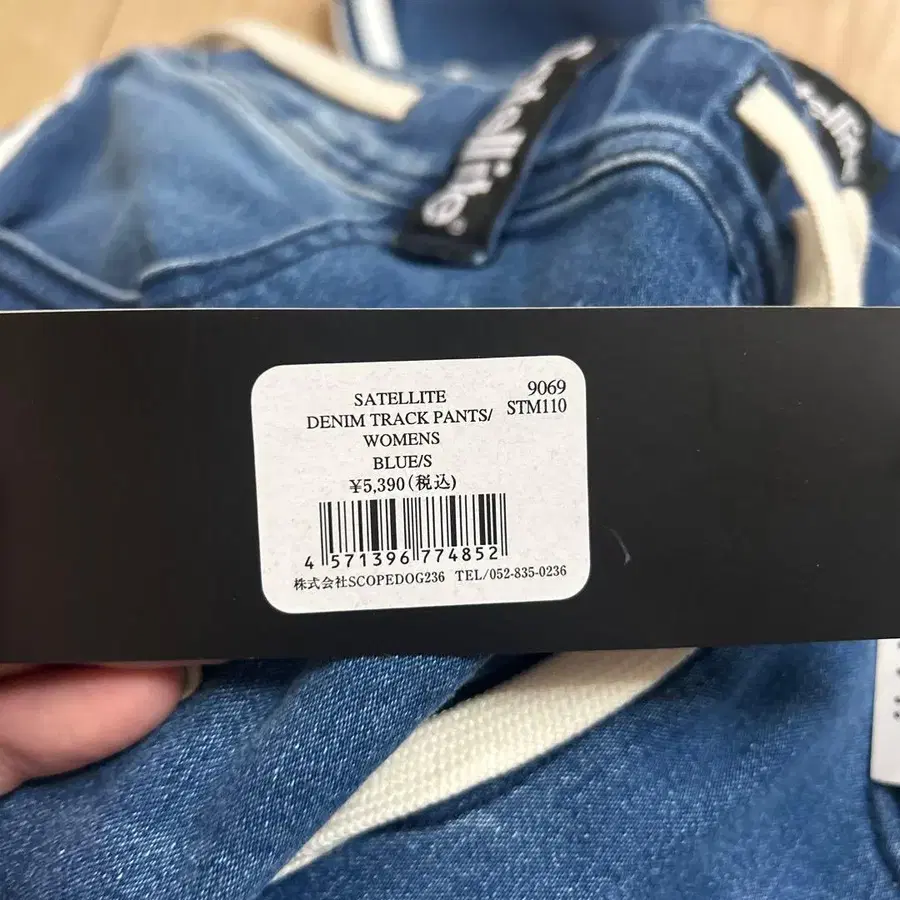 satellite
SATELLITE 9069
DENIM TRACK PANTS/ STM110
WOMENS
BLUE/S
¥5,390(税込)
4 571396 774852
株式会社SCOPEDOG236 TEL/052-835-0236